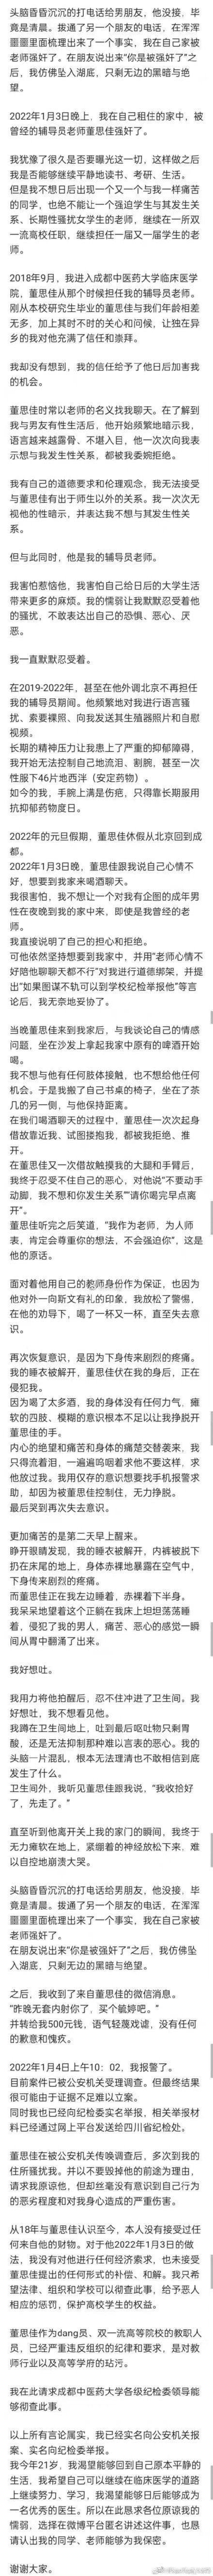 头脑昏昏沉沉的打电话给男朋友，他没接，毕
竟是清晨。拨通了另一个朋友的电话，在浑浑
噩噩里面梳理出来了一个事实，我在自己家被
老师强奸了。在朋友说出来“你是被强奸了”之
后，我仿佛坠入湖底，只剩无边的黑暗与绝
望。
2022年1月3日晚上，我在自己租住的家中，被
曾经的辅导员老师董思佳强奸了。
我犹豫了很久是否要曝光这一切，这样做之后
我是否能够继续平静地读书、考研、生活。
但是我不想日后出现一个又一个与我一样痛苦
的同学，也绝不能让一个强迫学生与其发生关
系、长期性骚扰女学生的老师，继续在一所双
一流高校任职，继续担任一届又一届学生的老
师。
2018年9月，我进入成都中医药大学临床医学
院，董思佳从那个时候担任我的辅导员老师。
刚从本校研究生毕业的董思佳与我们年龄相差
无多，加上其时不时的关心和问候，让独在异
乡的我对他充满了信任和崇拜。
我却没有想到，我的信任给予了他日后加害我
的机会。
董思佳时常以老师的名义找我聊天。在了解到
我与男友有性生活后，他开始频繁地暗示我，
语言越来越露骨、不堪入目，他一次次向我表
示想与我发生性关系，都被我委婉拒绝。
我有自己的道德要求和伦理观念，我无法接受
与董思佳有出于师生以外的关系。我一次次无
视他的性暗示，并表达我不想与其发生性关
系。
但与此同时，他是我的辅导员老师。
我害怕惹恼他，我害怕自己给日后的大学生活
带来更多的麻烦。我的懦弱让我默默忍受着他
的骚扰，不敢表达出自己的恐惧、恶心、厌
恶。
我一直默默忍受着。
在2019-2022年，甚至在他外调北京不再担任
我的辅导员期间。他频繁地对我进行语言骚
扰、索要裸照、向我发送其生殖器照片和自慰
视频。
长期的精神压力让我患上了严重的抑郁障碍，
我开始无法控制自己地流泪、割腕，甚至一次
性服下46片地西泮（安定药物）。
如今的我，手腕上满是伤疤，只得靠长期服用
抗抑郁药物度日。
2022年的元旦假期，董思佳休假从北京回到成
都。
2022年1月3日晚，董思佳跟我说自己心情不
好，想要到我家来喝酒聊天。
我很害怕，我不想让一个对我有企图的成年男
性在夜晚到我的家中来，即使是我曾经的老
师。
我直接说明了自己的担心和拒绝。
可他依然坚持想要到我家中，并用“老师心情不
好陪他聊聊天都不行”对我进行道德绑架，并提
出“如果图谋不轨可以到学校纪检举报他”等言
论后，我无奈地妥协了。
当晚董思佳来到我家后，与我谈论自己的情感
问题，坐在沙发上拿起我家中原有的啤酒开始
喝。
我不想与他有任何肢体接触，也不想给他任何
机会。于是我搬了自己书桌的椅子，坐在了茶
几的另一侧，与他保持距离。
在我们喝酒聊天的过程中，董思佳一次次起身
借故靠近我、试图搂抱我，都被我拒绝、推
开。
在董思佳又一次借故触摸我的大腿和手臂后，
我终于忍受不住自己的恶心，对他说“不要动手
动脚，我不想和你发生关系”“请你喝完早点离
开”。
董思佳听完之后笑道，“我作为老师，为人师
表，肯定会尊重你的想法，不会强迫你”，这是
他的原话。
面对着他用自己的教师身份作为保证，也因为
他对外一向斯文有礼的印象，我放松了警惕，
在他的劝导下，喝了一杯又一杯，直至失去意
识。
再次恢复意识，是因为下身传来剧烈的疼痛。
我的睡衣被解开，董思佳伏在我的身后，正在
侵犯我。
因为喝了太多酒，我的身体没有任何力气，瘫
软的四肢、模糊的意识根本不足以让我挣脱开
董思佳的手。
内心的绝望和痛苦和身体的痛楚交替袭来，我
只得流着泪，一遍遍呜咽着求他不要这样，求
他放过我。我用仅存的意识想要找手机报警求
助，却因为被董思佳控制住，无力挣脱。
最后哭到再次失去意识。
更加痛苦的是第二天早上醒来。
睁开眼睛发现，我的睡衣被解开，内裤被脱下
扔在床尾的地上，身体赤裸地暴露在空气中，
下身传来剧烈的疼痛。
而董思佳正在我左边睡着，赤裸着下半身。
我呆呆地望着这个正躺在我床上坦坦荡荡睡
着，侵犯了我的男人，痛苦、恶心的感觉一瞬
间从胃中翻涌了出来。
我好想吐。
我用力将他拍醒后，忍不住冲进了卫生间。我
好想吐，我不想看见他。
我蹲在卫生间地上，吐到最后呕吐物只剩胃
酸，还是无法抑制那种难以言表的恶心。我的
头脑一片混乱，根本无法理清也不敢相信到底
发生了什么。
卫生间外，我听见董思佳跟我说，“我收拾好
了，先走了。”
直至听到他离开关上我的家门的瞬间，我终于
无力瘫软在地上，紧绷着的神经放松下来，难
以自控地崩溃大哭。
头脑昏昏沉沉的打电话给男朋友，他没接，毕
竟是清晨。拨通了另一个朋友的电话，在浑浑
噩噩里面梳理出来了一个事实，我在自己家被
老师强奸了。
在朋友说出来“你是被强奸了”之后，我仿佛坠
入湖底，只剩无边的黑暗与绝望。
之后，我收到了来自董思佳的微信消息。
“昨晚无套内射你了，买个毓婷吧。”
并转给我500元钱，语气轻蔑戏谑，没有任何
的歉意和愧疚。
2022年1月4日上午10：02，我报警了。
目前案件已被公安机关受理调查。但最终结果
很可能由于证据不足难以立案。
同时我也已经向纪检委实名举报，相关举报材
料已经通过网上平台发送给四川省纪检处。
董思佳在被公安机关传唤调查后，多次到我的
住所骚扰我。并以不要毁掉他的前途为理由，
请求我原谅他，但却丝毫没有意识到自己行为
的恶劣程度和对我身心造成的严重伤害。
从18年与董思佳认识至今，本人没有接受过任
何来自他的财物。对于他2022年1月3日的做
法，我没有对他进行任何经济索求，也未接受
董思佳提出的任何形式的补偿、和解。我只希
望法律、组织和学校可以彻查此事，给予恶人
相应的惩罚，保护高校学生的权益。
董思佳作为dang员、双一流高等院校的教职人
员，已经严重违反组织的纪律和要求，是对教
师行业以及高等学府的玷污。
我在此请求成都中医药大学各级纪检委领导能
够彻查此事。
以上所有言论属实，我已经实名向公安机关报
案、实名向纪检委举报。
我今年21岁，我渴望能够回到自己原本平静的
生活，我希望自己可以继续在临床医学的道路
上继续努力、学习，我渴望能够日后能够成为
一名优秀的医生。所以在此恳求各位原谅我的
懦弱，选择在微博平台匿名讲述这件事，也恳
请认出我的同学、老师能够为我保密。
谢谢大家。